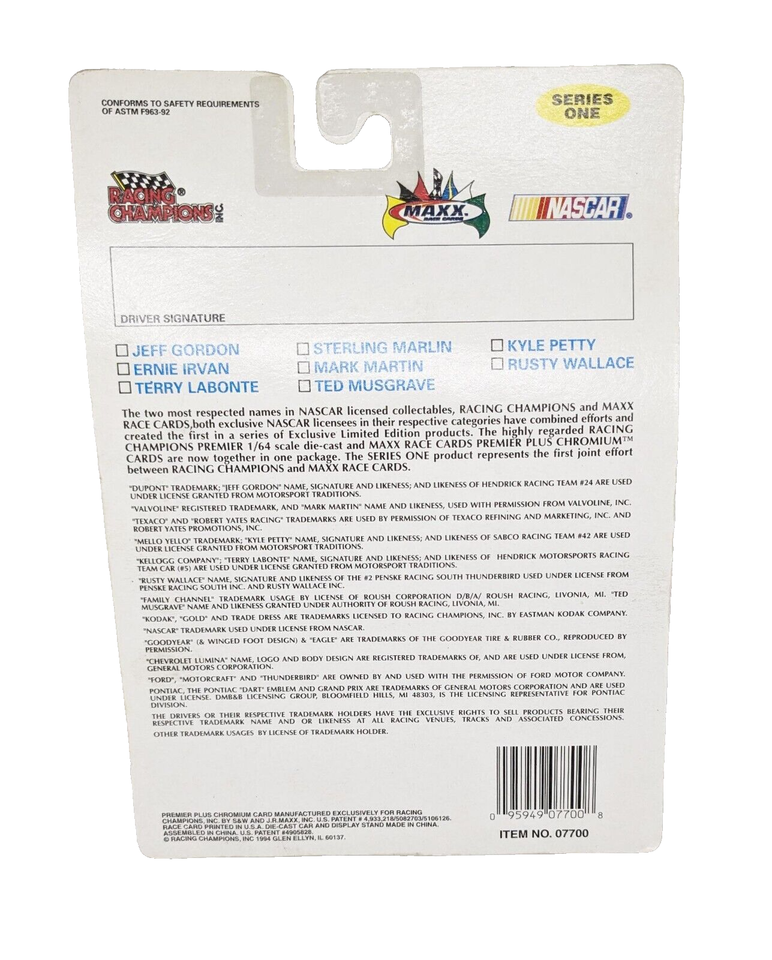 CONFORMS TO SAFETY REQUIREMENTS
OF ASTM F963-92
SERIES
ONE
RACING®
CHAMPIONS INC.
MAXX.
RACE CARDS
NASCAR®
DRIVER SIGNATURE
JEFF GORDON
STERLING MARLIN
KYLE PETTY
ERNIE IRVAN
MARK MARTIN
RUSTY WALLACE
TERRY LABONTE
TED MUSGRAVE
The two most respected names in NASCAR licensed collectables, RACING CHAMPIONS and MAXX
RACE CARDS,both exclusive NASCAR licensees in their respective categories have combined efforts and
created the first in a series of Exclusive Limited Edition products. The highly regarded RACING
CHAMPIONS PREMIER 1/64 scale die-cast and MAXX RACE CARDS PREMIER PLUS CHROMIUM™
CARDS are now together in one package. The SERIES ONE product represents the first joint effort
between RACING CHAMPIONS and MAXX RACE CARDS.
"DUPONT" TRADEMARK; "JEFF GORDON" NAME, SIGNATURE AND LIKENESS; AND LIKENESS OF HENDRICK RACING TEAM #24 ARE USED
UNDER LICENSE GRANTED FROM MOTORSPORT TRADITIONS.
"VALVOLINE" REGISTERED TRADEMARK, AND "MARK MARTIN" NAME AND LIKENESS, USED WITH PERMISSION FROM VALVOLINE, INC.
"TEXACO" AND "ROBERT YATES RACING" TRADEMARKS ARE USED BY PERMISSION OF TEXACO REFINING AND MARKETING, INC. AND
ROBERT YATES PROMOTIONS, INC.
"MELLO YELLO" TRADEMARK; "KYLE PETTY" NAME, SIGNATURE AND LIKENESS; AND LIKENESS OF SABCO RACING TEAM #42 ARE USED
UNDER LICENSE GRANTED FROM MOTORSPORT TRADITIONS.
"KELLOGG COMPANY"; "TERRY LABONTE" NAME, SIGNATURE AND LIKENESS; AND LIKENESS OF HENDRICK MOTORSPORTS RACING
TEAM CAR (#5) ARE USED UNDER LICENSE GRANTED FROM MOTORSPORT TRADITIONS.
"RUSTY WALLACE" NAME, SIGNATURE AND LIKENESS OF THE #2 PENSKE RACING SOUTH THUNDERBIRD USED UNDER LICENSE FROM
PENSKE RACING SOUTH INC. AND RUSTY WALLACE INC.
"FAMILY CHANNEL" TRADEMARK USAGE BY LICENSE OF ROUSH CORPORATION D/B/A/ ROUSH RACING, LIVONIA, MI. "TED
MUSGRAVE" NAME AND LIKENESS GRANTED UNDER AUTHORITY OF ROUSH RACING, LIVONIA, MI.
"KODAK", "GOLD" AND TRADE DRESS ARE TRADEMARKS LICENSED TO RACING CHAMPIONS, INC. BY EASTMAN KODAK COMPANY.
"NASCAR" TRADEMARK USED UNDER LICENSE FROM NASCAR.
"GOODYEAR" (& WINGED FOOT DESIGN) & "EAGLE" ARE TRADEMARKS OF THE GOODYEAR TIRE & RUBBER CO., REPRODUCED BY
PERMISSION.
"CHEVROLET LUMINA" NAME, LOGO AND BODY DESIGN ARE REGISTERED TRADEMARKS OF, AND ARE USED UNDER LICENSE FROM,
GENERAL MOTORS CORPORATION.
"FORD", "MOTORCRAFT" AND "THUNDERBIRD" ARE OWNED BY AND USED WITH THE PERMISSION OF FORD MOTOR COMPANY.
PONTIAC, THE PONTIAC "DART" EMBLEM AND GRAND PRIX ARE TRADEMARKS OF GENERAL MOTORS CORPORATION AND ARE USED
UNDER LICENSE. DMB&B LICENSING GROUP, BLOOMFIELD HILLS, MI 48303, IS THE LICENSING REPRESENTATIVE FOR PONTIAC
DIVISION.
THE DRIVERS OR THEIR RESPECTIVE TRADEMARK HOLDERS HAVE THE EXCLUSIVE RIGHTS TO SELL PRODUCTS BEARING THEIR
RESPECTIVE TRADEMARK NAME AND OR LIKENESS AT ALL RACING VENUES, TRACKS AND ASSOCIATED CONCESSIONS.
OTHER TRADEMARK USAGES BY LICENSE OF TRADEMARK HOLDER.
PREMIER PLUS CHROMIUM CARD MANUFACTURED EXCLUSIVELY FOR RACING
CHAMPIONS, INC. BY S&W AND J.R.MAXX, INC. U.S. PATENT # 4,933,218/5082703/5106126.
RACE CARD PRINTED IN U.S.A. DIE-CAST CAR AND DISPLAY STAND MADE IN CHINA.
ASSEMBLED IN CHINA. U.S. PATENT #4905828.
© RACING CHAMPIONS, INC 1994 GLEN ELLYN, IL 60137.
0 95949 07700 8
ITEM NO. 07700